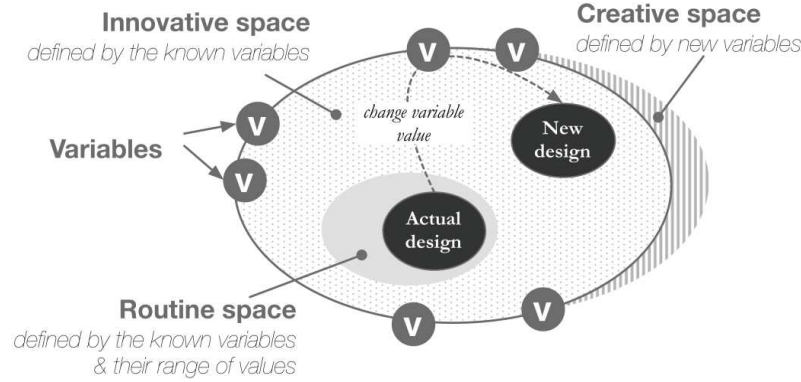 Innovative space
defined by the known variables
Creative space
defined by new variables
V
V
change variable
value
New
design
V
Variables
V
Actual
design
Routine space
defined by the known variables
& their range of values
V
V